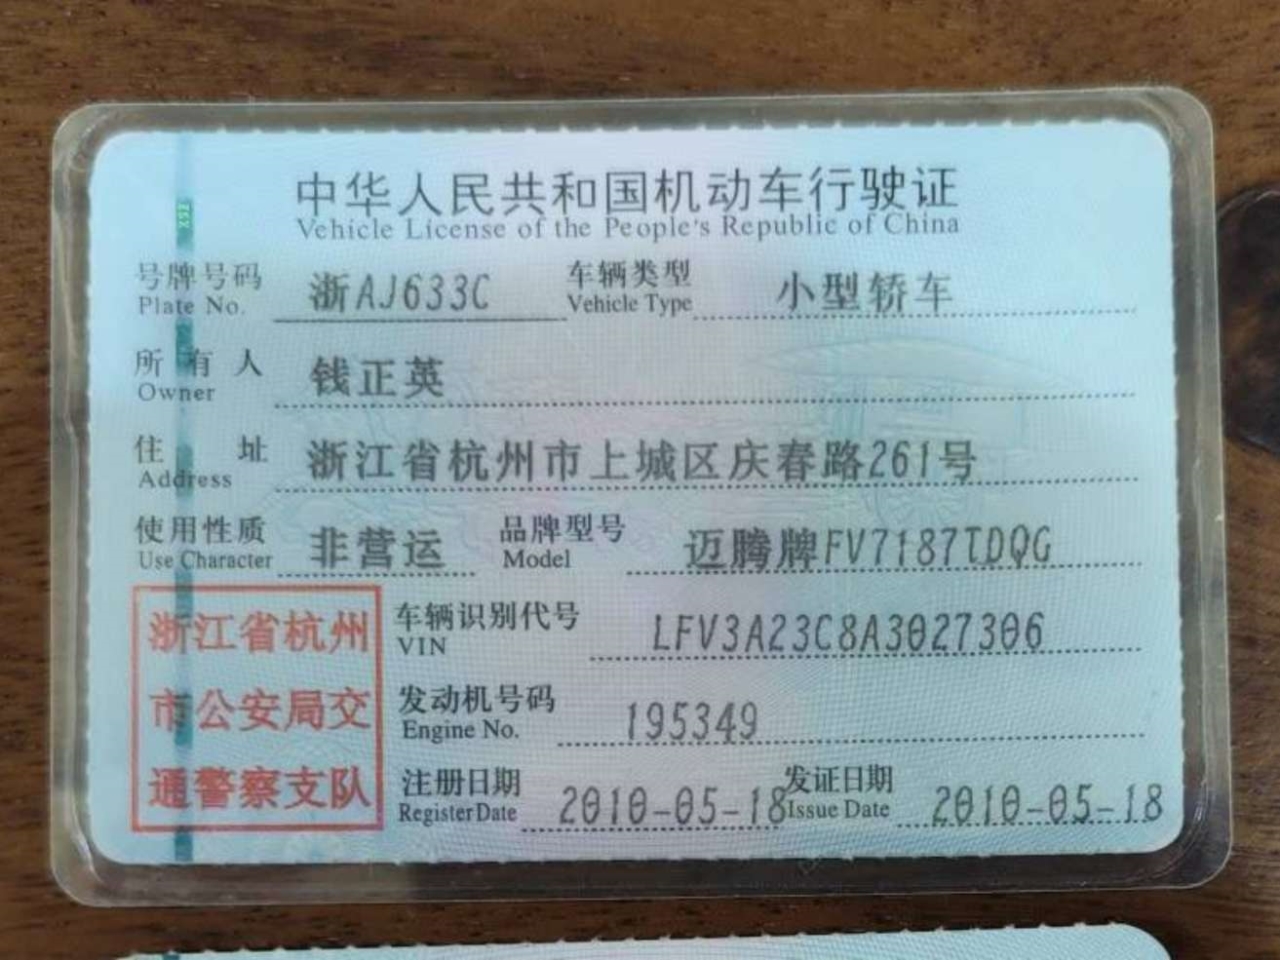 中华人民共和国机动车行驶证
Vehicle License of the People's Republic of China
号牌号码 浙AJ633C 车辆类型 小型轿车
Plate No. Vehicle Type
所有人 钱正英
Owner
住址 浙江省杭州市上城区庆春路261号
Address
使用性质 非营运 品牌型号 迈腾牌FV7187TDQG
Use Character Model
浙江省杭州
市公安局交
通警察支队
车辆识别代号 LFV3A23C8A3027306
VIN
发动机号码 195349
Engine No.
注册日期 2010-05-18 发证日期 2010-05-18
Register Date Issue Date